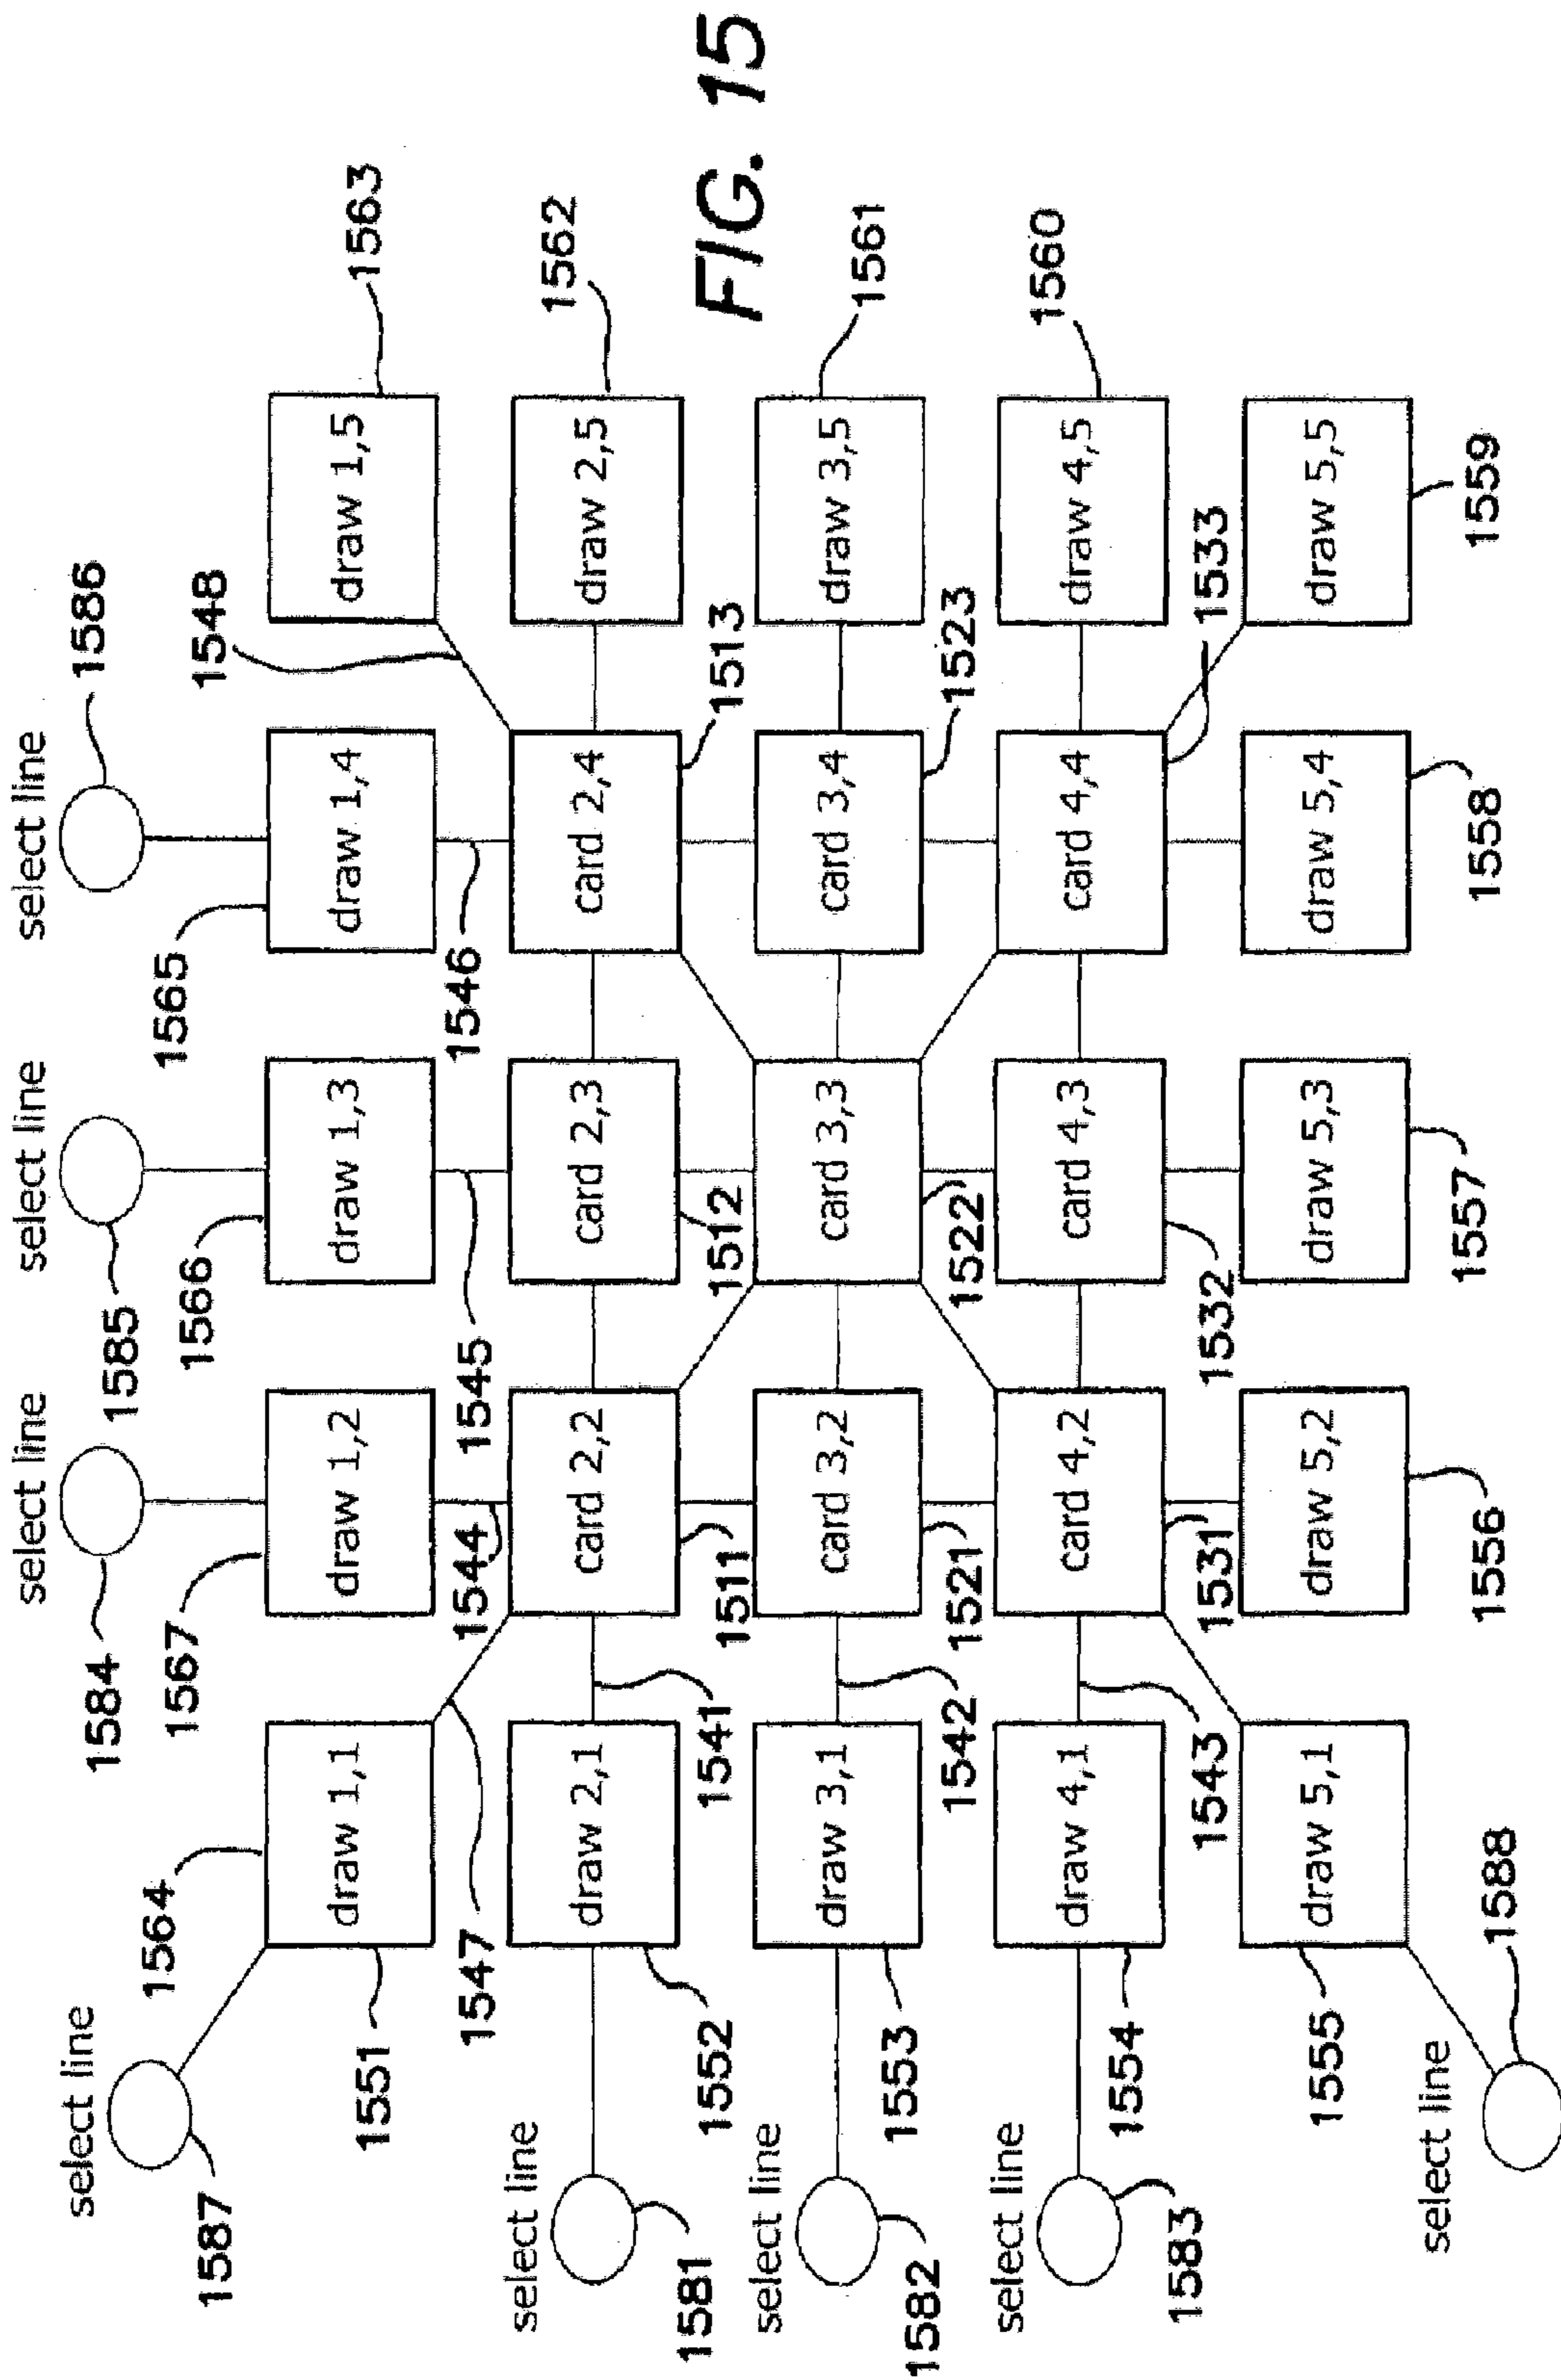 select line
select line
select line
select line
1587
1584
1585
1586
1564
1567
1566
1565
1548
1563
draw 1,1
draw 1,2
draw 1,3
draw 1,4
draw 1,5
1551
1547
1544
1545
1546
1562
select line
draw 2,1
card 2,2
card 2,3
card 2,4
draw 2,5
1581
1552
1541
1511
1512
1513
FIG. 15
select line
draw 3,1
card 3,2
card 3,3
card 3,4
draw 3,5
1561
1582
1553
1542
1521
1522
1523
select line
draw 4,1
card 4,2
card 4,3
card 4,4
draw 4,5
1560
1583
1554
1543
1531
1532
1533
draw 5,1
draw 5,2
draw 5,3
draw 5,4
draw 5,5
1555
select line
1588
1556
1557
1558
1559